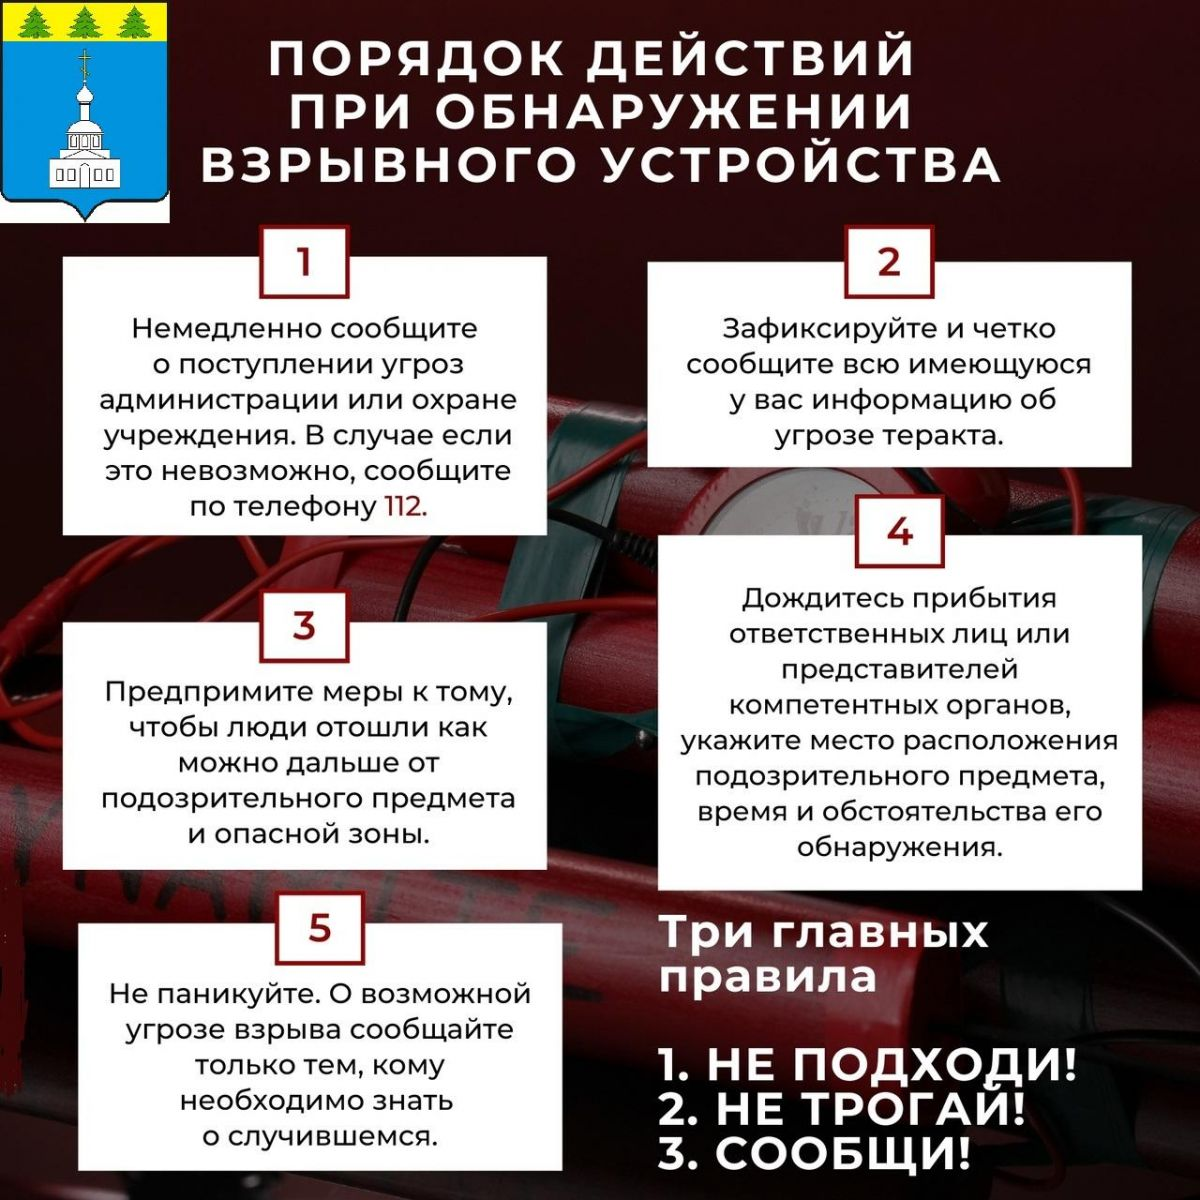 ПОРЯДОК ДЕЙСТВИЙ
ПРИ ОБНАРУЖЕНИИ
ВЗРЫВНОГО УСТРОЙСТВА
1
Немедленно сообщите
о поступлении угроз
администрации или охране
учреждения. В случае если
это невозможно, сообщите
по телефону 112.
2
Зафиксируйте и четко
сообщите всю имеющуюся
у вас информацию об
угрозе теракта.
3
Предпримите меры к тому,
чтобы люди отошли как
можно дальше от
подозрительного предмета
и опасной зоны.
4
Дождитесь прибытия
ответственных лиц или
представителей
компетентных органов,
укажите место расположения
подозрительного предмета,
время и обстоятельства его
обнаружения.
5
Не паникуйте. О возможной
угрозе взрыва сообщайте
только тем, кому
необходимо знать
о случившемся.
Три главных
правила
1. НЕ ПОДХОДИ!
2. НЕ ТРОГАЙ!
3. СООБЩИ!